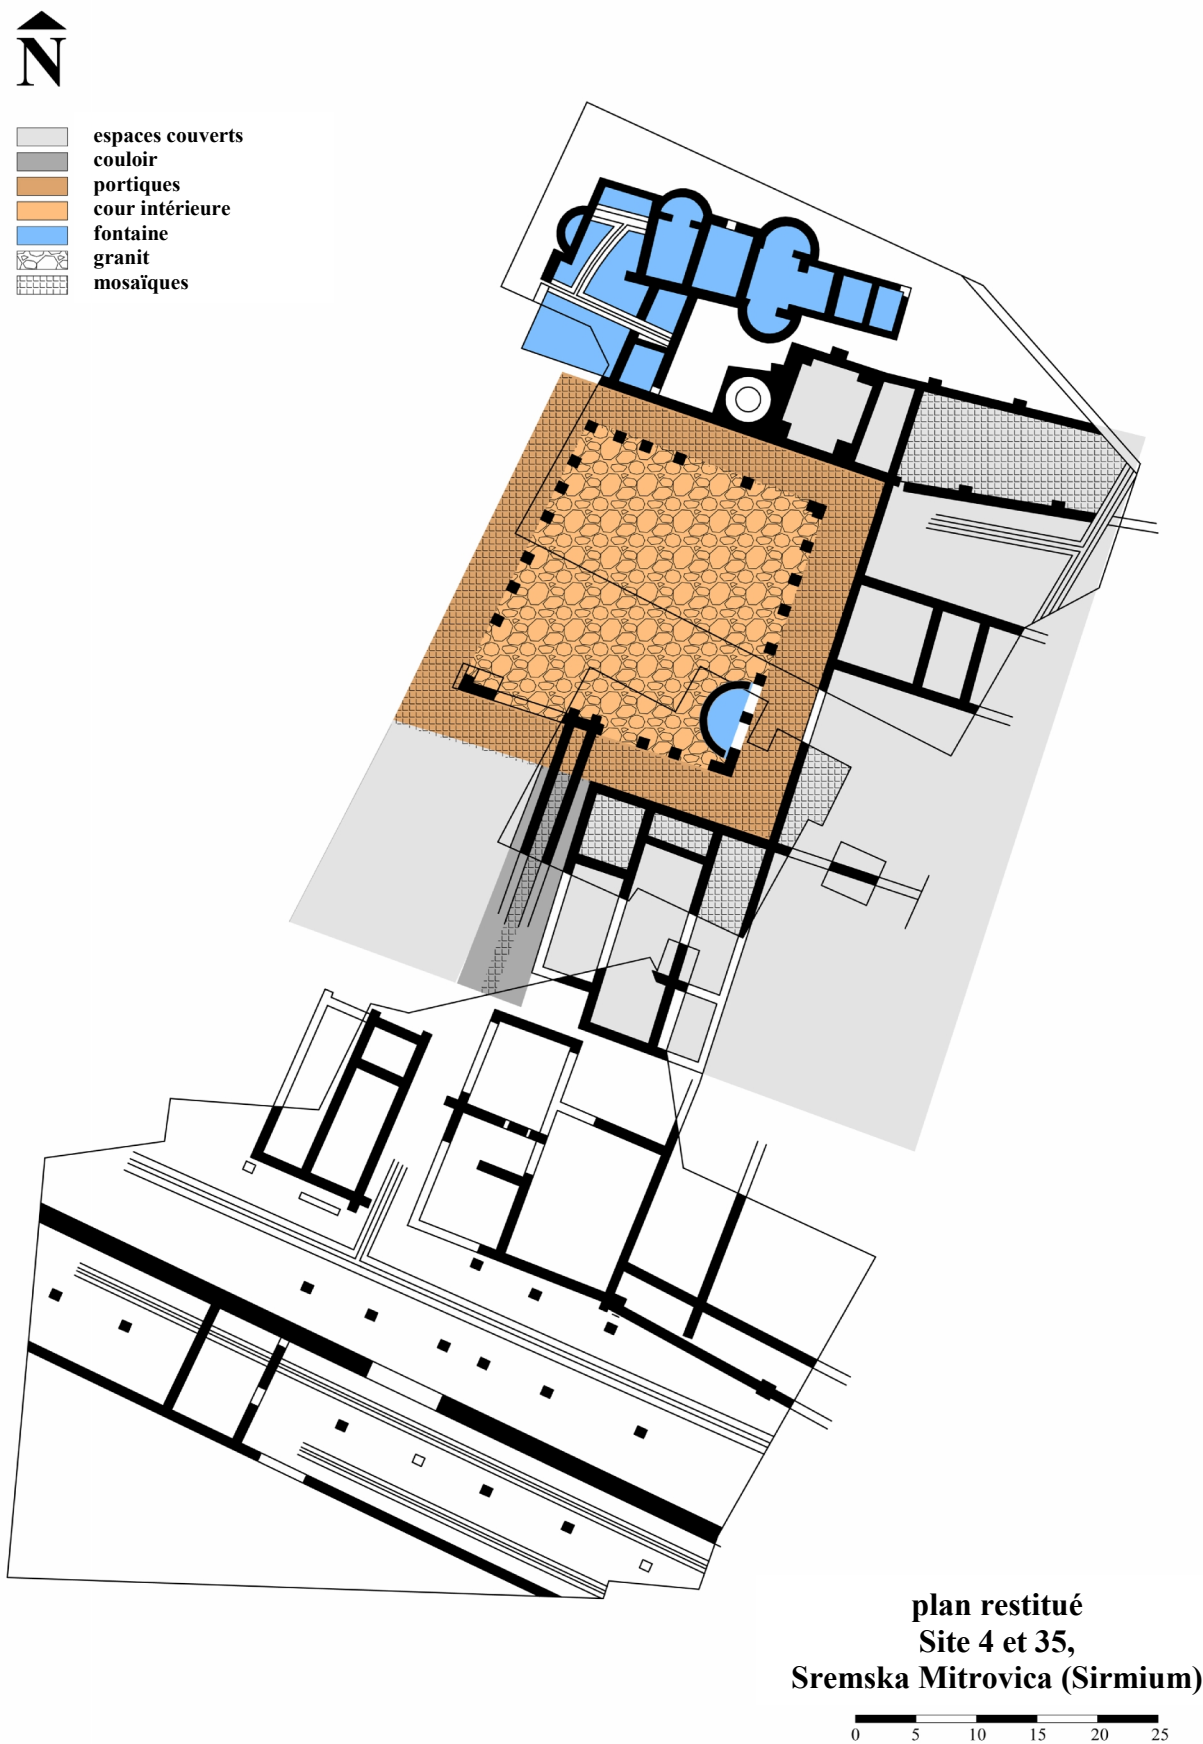 N
espaces couverts
couloir
portiques
cour intérieure
fontaine
granit
mosaïques
plan restitué
Site 4 et 35,
Sremska Mitrovica (Sirmium)
0 5 10 15 20 25